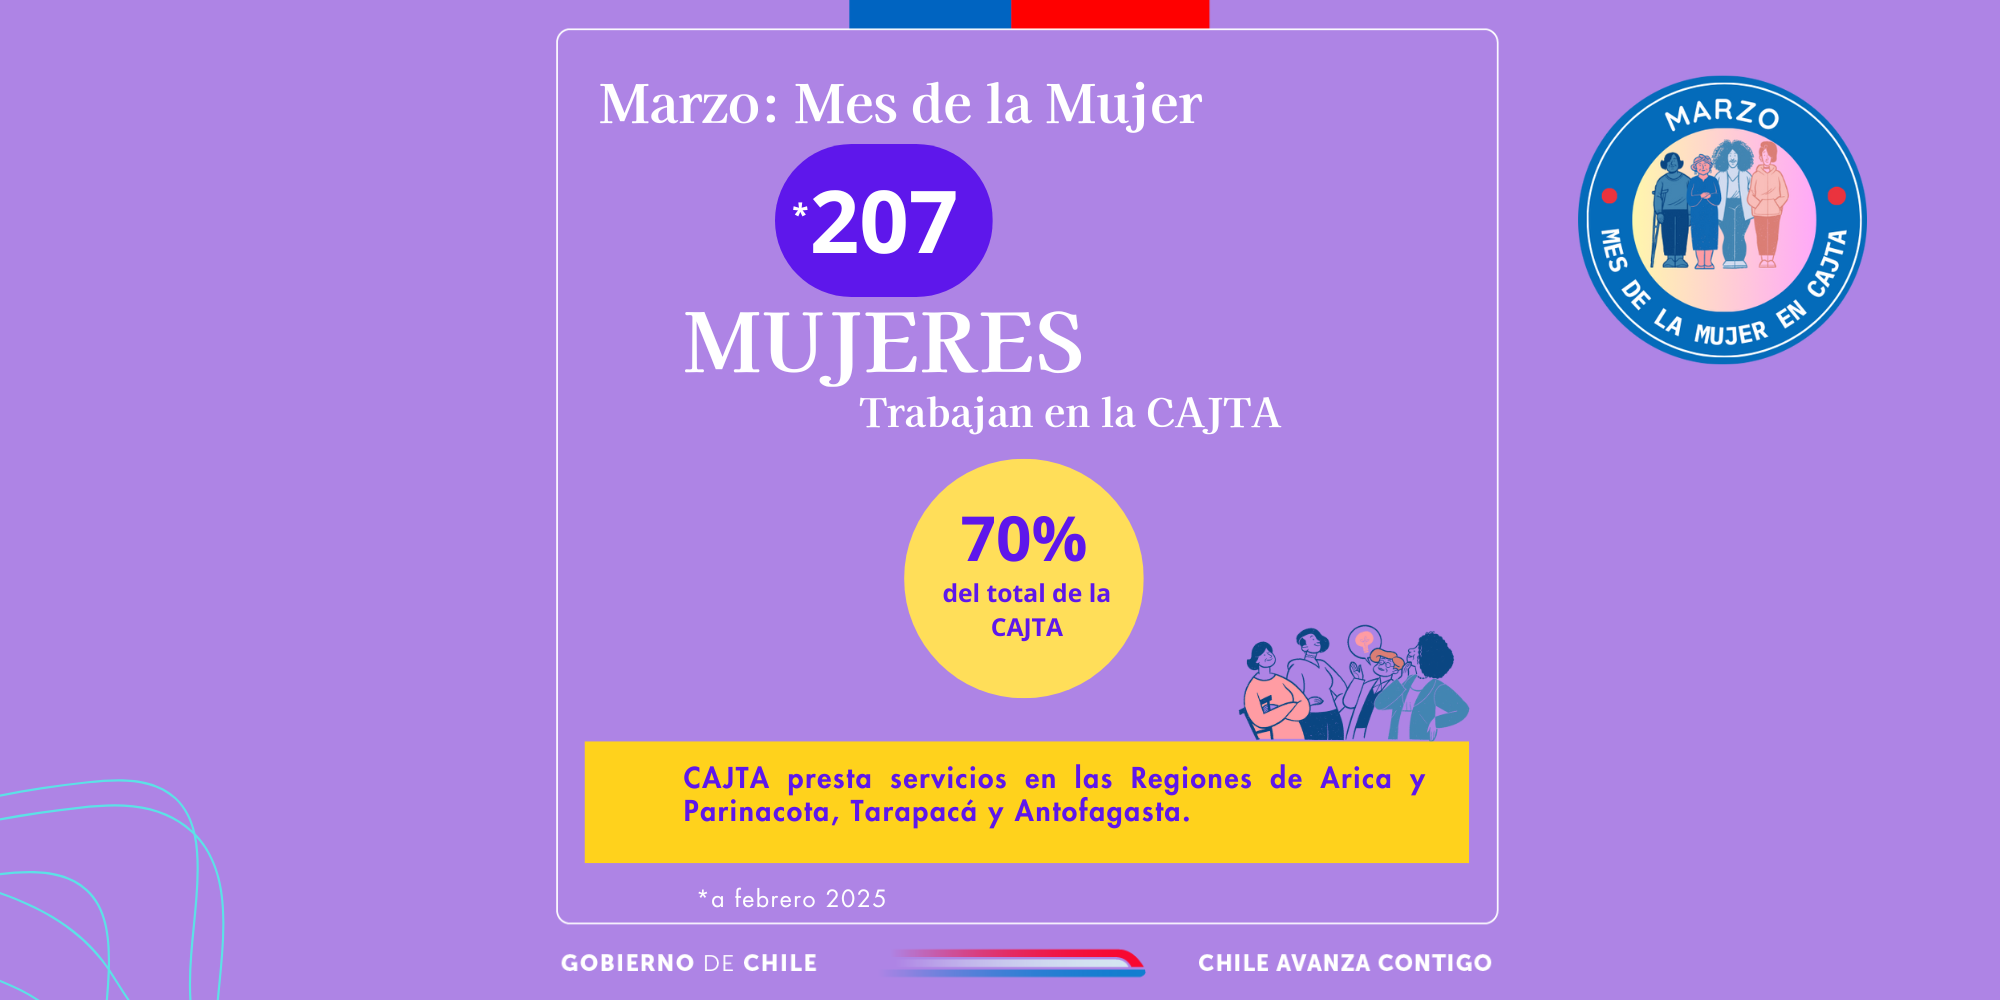 Marzo: Mes de la Mujer
*207
MUJERES
Trabajan en la CAJTA
70%
del total de la
CAJTA
CAJTA presta servicios en las Regiones de Arica y
Parinacota, Tarapacá y Antofagasta.
*a febrero 2025
GOBIERNO DE CHILE
CHILE AVANZA CONTIGO
MARZO
MES DE LA MUJER EN CAJTA